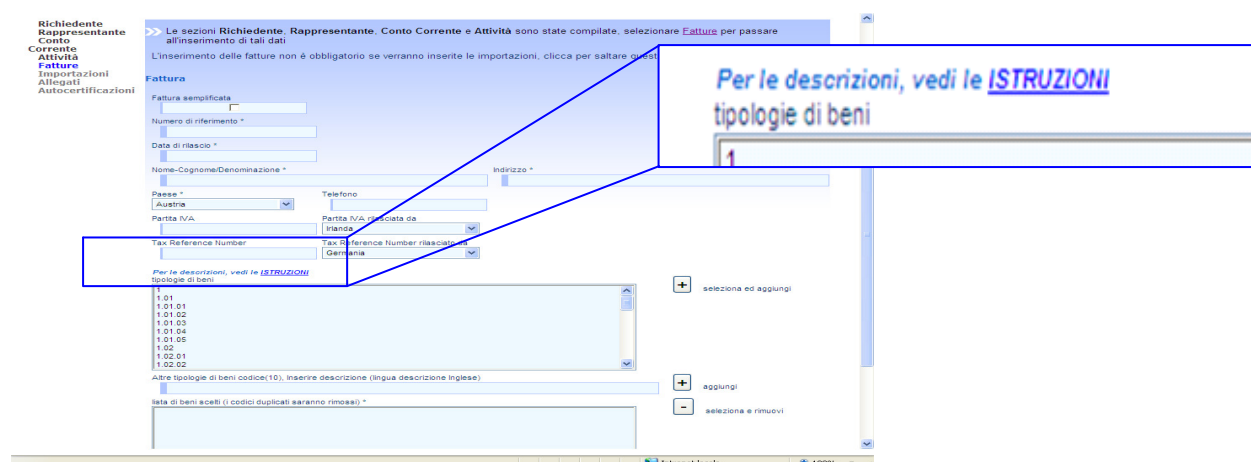 Richiedente
Rappresentante
Conto
Corrente
Attività
Fatture
Importazioni
Allegati
Autocertificazioni
>> Le sezioni Richiedente, Rappresentante, Conto Corrente e Attività sono state compilate, selezionare Fatture per passare
all'inserimento di tali dati
L'inserimento delle fatture non é obbligatorio se verranno inserite le importazioni, clicca per saltare
Fattura
Fattura semplificata
Numero di riferimento *
Data di rilascio *
Nome-Cognome/Denominazione * Indirizzo *
Paese * Telefono
Austria
Partita IVA Partita IVA rilasciata da
Irlanda
Tax Reference Number Tax Reference Number rilasciato da
Germania
Per le descrizioni, vedi le ISTRUZIONI
tipologie di beni
1
1.01
1.01.01
1.01.02
1.01.03
1.01.04
1.01.05
1.02
1.02.01
1.02.02
+ seleziona ed aggiungi
Altre tipologie di beni codice(10), Inserire descrizione (lingua descrizione Inglese)
+ aggiungi
lista di beni scelti (i codici duplicati saranno rimossi) *
- seleziona e rimuovi
Per le descrizioni, vedi le ISTRUZIONI
tipologie di beni
1